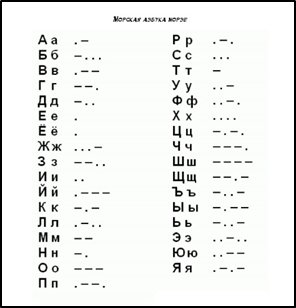 Морская азбука морзе
А а .–
Б б –...
В в .––
Г г ––.
Д д –..
Е е .
Ё ё .
Ж ж ...–
З з ––..
И и ..
Й й .–––
К к –.–
Л л .–..
М м ––
Н н –.
О о –––
П п .––.
Р р .–.
С с ...
Т т –
У у ..–
Ф ф ..–.
Х х ....
Ц ц –.–.
Ч ч –––.
Ш ш ––––
Щ щ ––.–
Ъ ъ –..–
Ы ы –.––
Ь ь –..–
Э э ..–..
Ю ю ..––
Я я .–.–